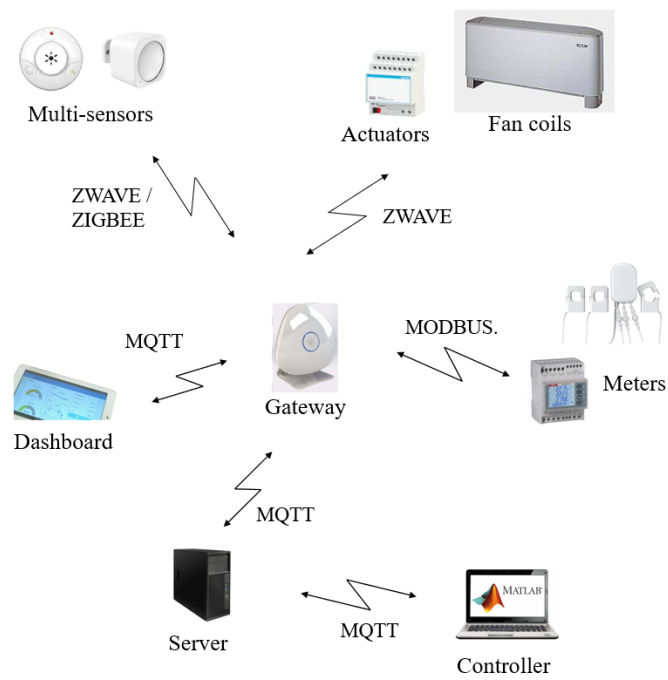 Multi-sensors
Actuators
Fan coils
ZWAVE /
ZIGBEE
ZWAVE
MQTT
MODBUS.
Gateway
Meters
Dashboard
MQTT
MATLAB
Server
MQTT
Controller